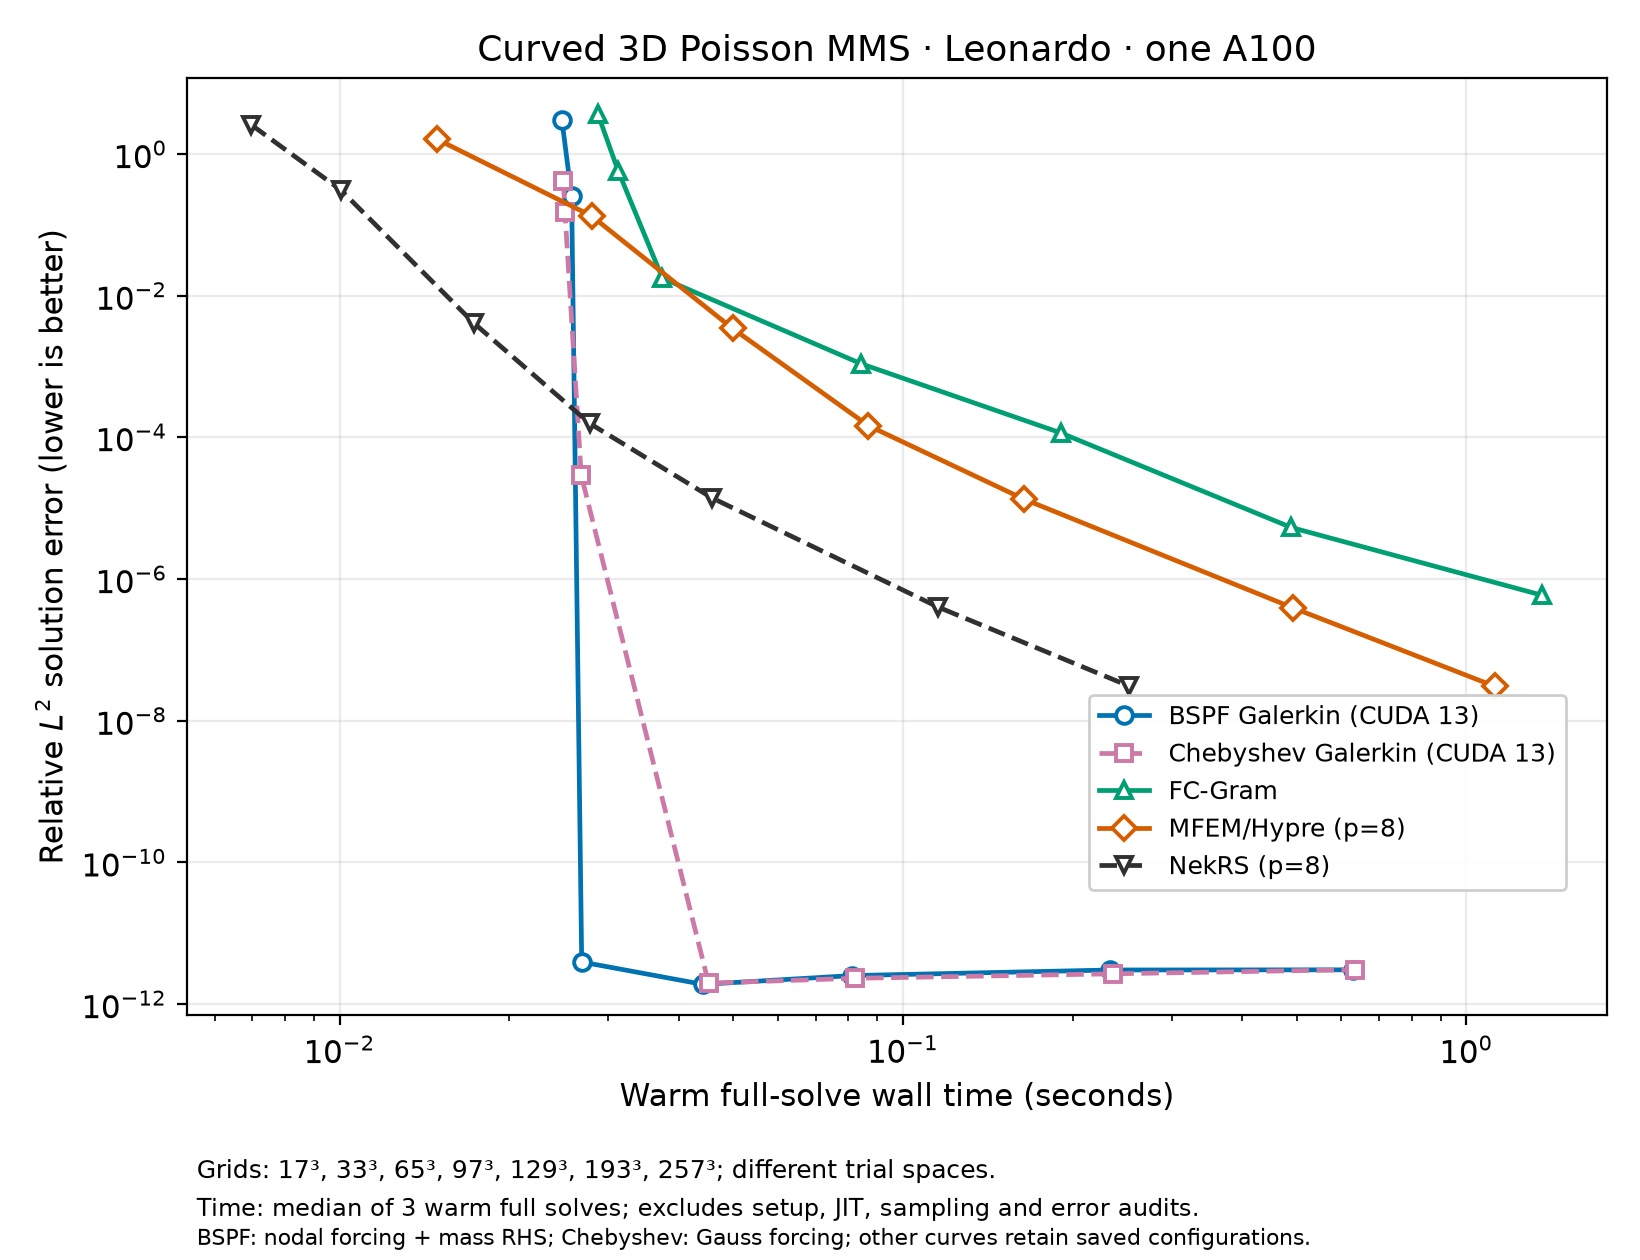 Curved 3D Poisson MMS · Leonardo · one A100
Relative L² solution error (lower is better)
10⁰
10⁻²
10⁻⁴
10⁻⁶
10⁻⁸
10⁻¹⁰
10⁻¹²
BSPF Galerkin (CUDA 13)
Chebyshev Galerkin (CUDA 13)
FC-Gram
MFEM/Hypre (p=8)
NekRS (p=8)
10⁻² 10⁻¹ 10⁰
Warm full-solve wall time (seconds)
Grids: 17³, 33³, 65³, 97³, 129³, 193³, 257³; different trial spaces.
Time: median of 3 warm full solves; excludes setup, JIT, sampling and error audits.
BSPF: nodal forcing + mass RHS; Chebyshev: Gauss forcing; other curves retain saved configurations.